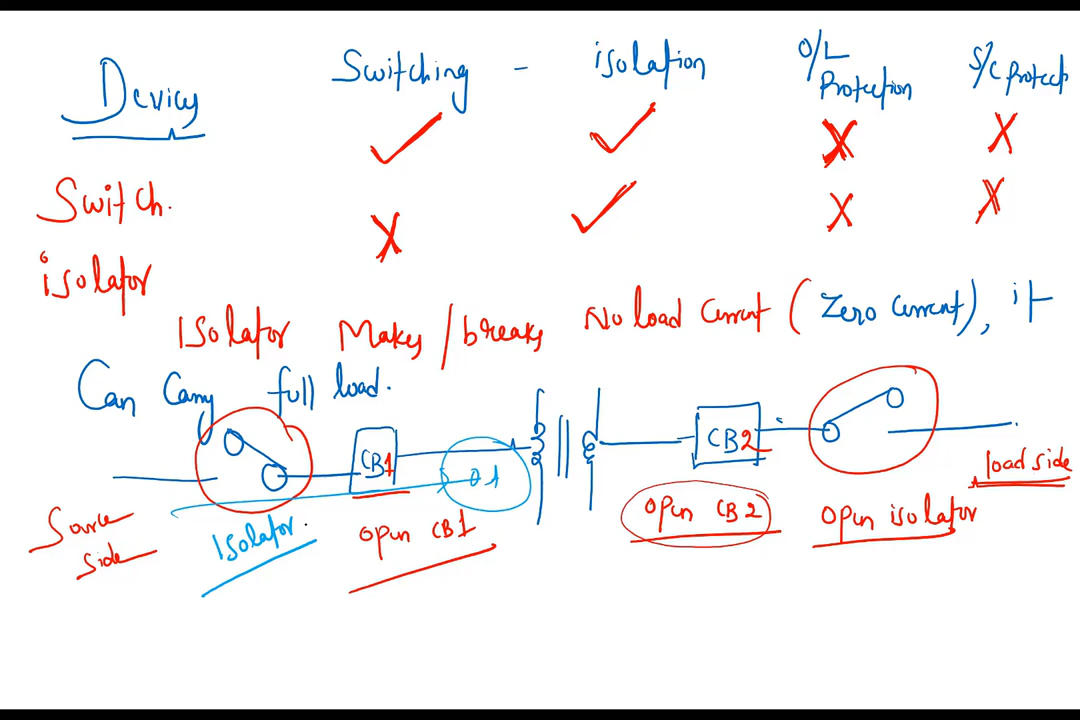 Device Switching - isolation O/L Protection S/C Protect
Switch.
isolator
Isolator Makes/breaks No load Current (Zero Current), it
Can Carry full load.
CB1 CB2
load side
Source side Isolator. Open CB1 Open CB2 Open isolator